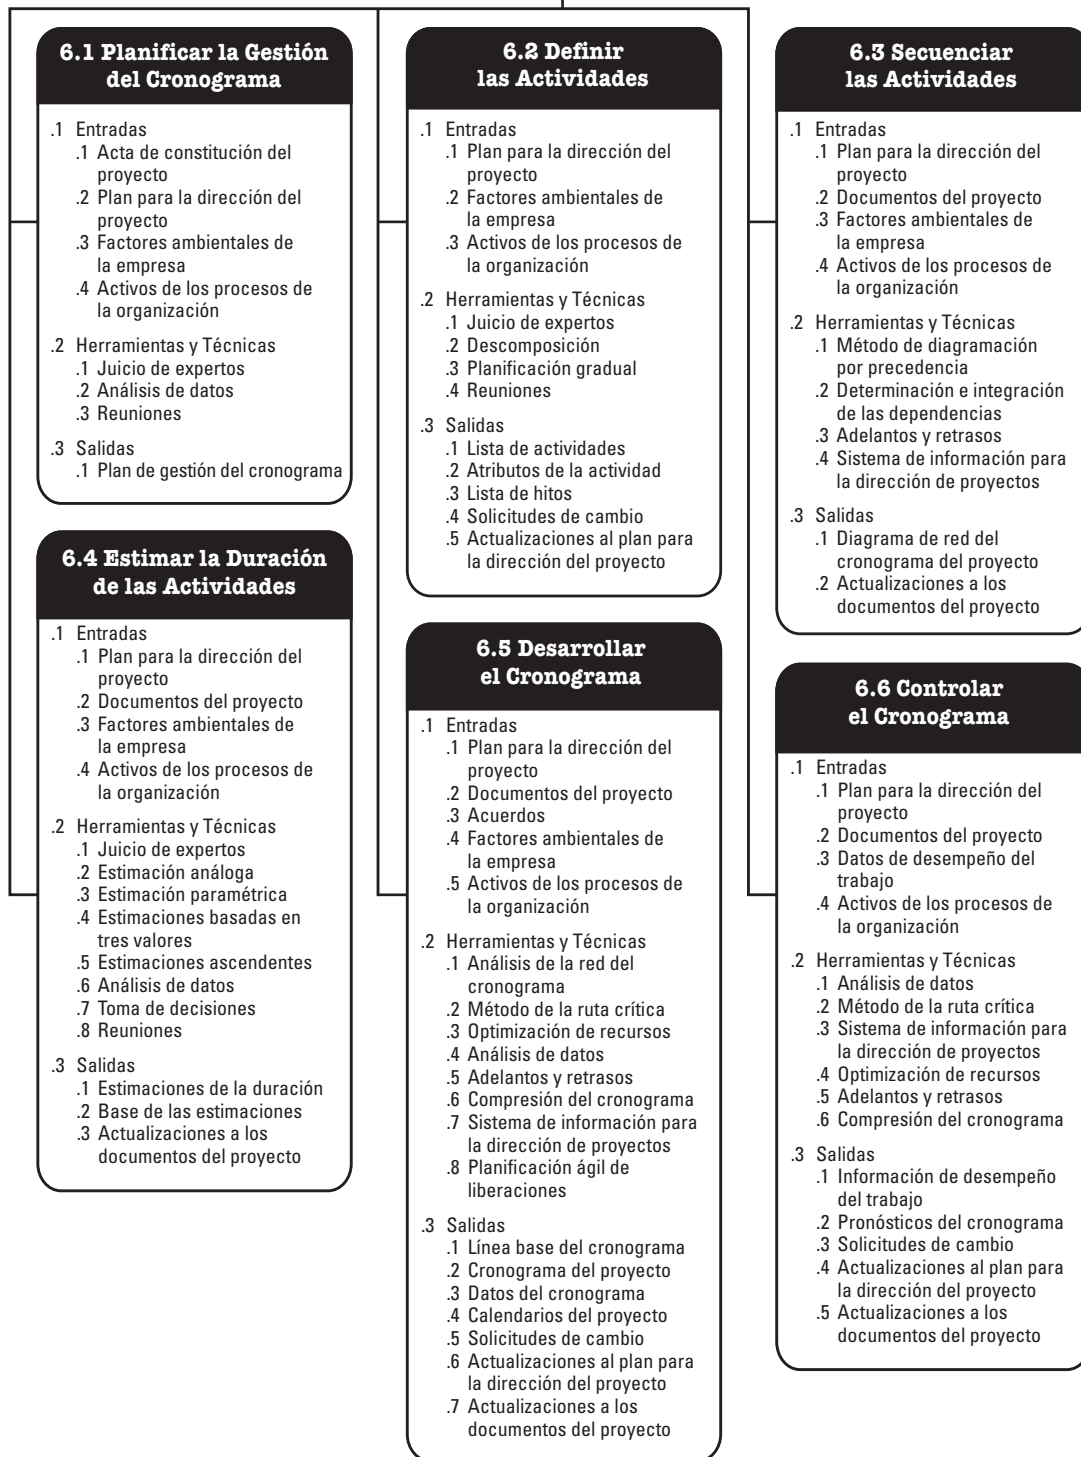 6.1 Planificar la Gestión
del Cronograma
.1 Entradas
.1 Acta de constitución del
proyecto
.2 Plan para la dirección del
proyecto
.3 Factores ambientales de
la empresa
.4 Activos de los procesos de
la organización
.2 Herramientas y Técnicas
.1 Juicio de expertos
.2 Análisis de datos
.3 Reuniones
.3 Salidas
.1 Plan de gestión del cronograma
6.2 Definir
las Actividades
.1 Entradas
.1 Plan para la dirección del
proyecto
.2 Factores ambientales de
la empresa
.3 Activos de los procesos de
la organización
.2 Herramientas y Técnicas
.1 Juicio de expertos
.2 Descomposición
.3 Planificación gradual
.4 Reuniones
.3 Salidas
.1 Lista de actividades
.2 Atributos de la actividad
.3 Lista de hitos
.4 Solicitudes de cambio
.5 Actualizaciones al plan para
la dirección del proyecto
6.3 Secuenciar
las Actividades
.1 Entradas
.1 Plan para la dirección del
proyecto
.2 Documentos del proyecto
.3 Factores ambientales de
la empresa
.4 Activos de los procesos de
la organización
.2 Herramientas y Técnicas
.1 Método de diagramación
por precedencia
.2 Determinación e integración
de las dependencias
.3 Adelantos y retrasos
.4 Sistema de información para
la dirección de proyectos
.3 Salidas
.1 Diagrama de red del
cronograma del proyecto
.2 Actualizaciones a los
documentos del proyecto
6.4 Estimar la Duración
de las Actividades
.1 Entradas
.1 Plan para la dirección del
proyecto
.2 Documentos del proyecto
.3 Factores ambientales de
la empresa
.4 Activos de los procesos de
la organización
.2 Herramientas y Técnicas
.1 Juicio de expertos
.2 Estimación análoga
.3 Estimación paramétrica
.4 Estimaciones basadas en
tres valores
.5 Estimaciones ascendentes
.6 Análisis de datos
.7 Toma de decisiones
.8 Reuniones
.3 Salidas
.1 Estimaciones de la duración
.2 Base de las estimaciones
.3 Actualizaciones a los
documentos del proyecto
6.5 Desarrollar
el Cronograma
.1 Entradas
.1 Plan para la dirección del
proyecto
.2 Documentos del proyecto
.3 Acuerdos
.4 Factores ambientales de
la empresa
.5 Activos de los procesos de
la organización
.2 Herramientas y Técnicas
.1 Análisis de la red del
cronograma
.2 Método de la ruta crítica
.3 Optimización de recursos
.4 Análisis de datos
.5 Adelantos y retrasos
.6 Compresión del cronograma
.7 Sistema de información para
la dirección de proyectos
.8 Planificación ágil de
liberaciones
.3 Salidas
.1 Línea base del cronograma
.2 Cronograma del proyecto
.3 Datos del cronograma
.4 Calendarios del proyecto
.5 Solicitudes de cambio
.6 Actualizaciones al plan para
la dirección del proyecto
.7 Actualizaciones a los
documentos del proyecto
6.6 Controlar
el Cronograma
.1 Entradas
.1 Plan para la dirección del
proyecto
.2 Documentos del proyecto
.3 Datos de desempeño del
trabajo
.4 Activos de los procesos de
la organización
.2 Herramientas y Técnicas
.1 Análisis de datos
.2 Método de la ruta crítica
.3 Sistema de información para
la dirección de proyectos
.4 Optimización de recursos
.5 Adelantos y retrasos
.6 Compresión del cronograma
.3 Salidas
.1 Información de desempeño
del trabajo
.2 Pronósticos del cronograma
.3 Solicitudes de cambio
.4 Actualizaciones al plan para
la dirección del proyecto
.5 Actualizaciones a los
documentos del proyecto